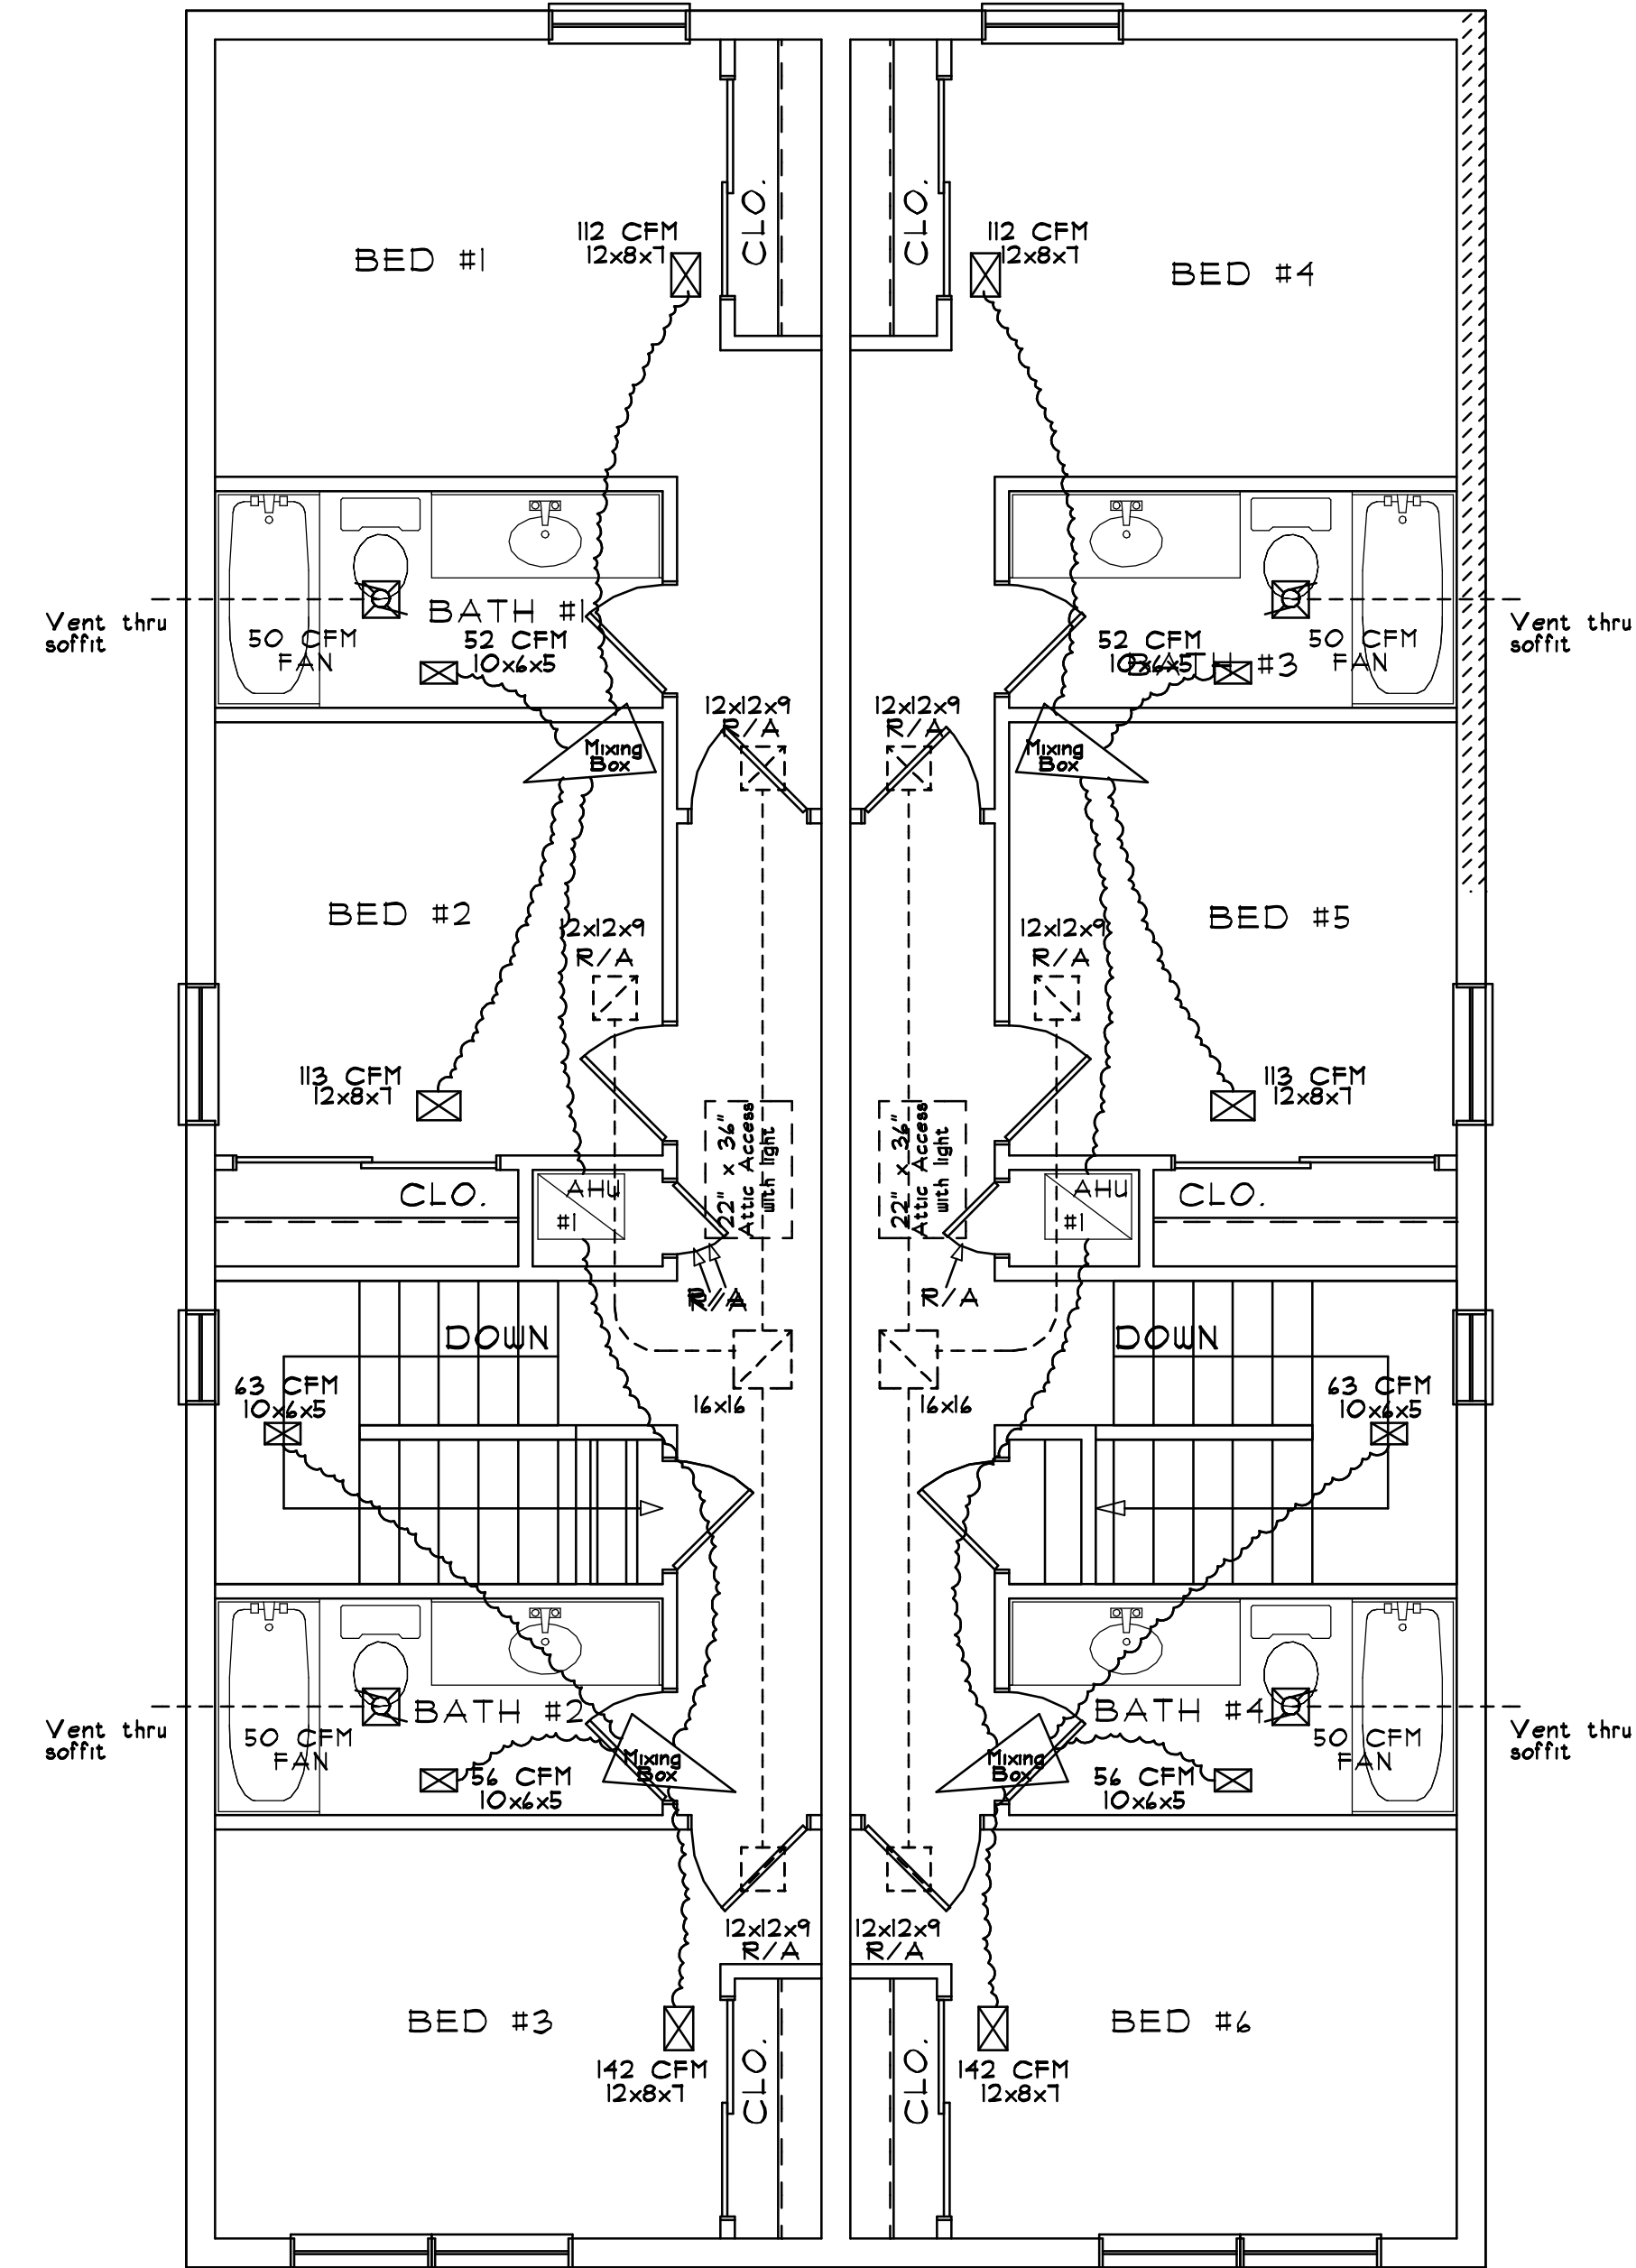 112 CFM
12x8x7
BED #1
CLO.
CLO.
112 CFM
12x8x7
BED #4
Vent thru
soffit
50 CFM
FAN
BATH #1
52 CFM
10x6x5
52 CFM
10x6x5
BATH #3
50 CFM
FAN
Vent thru
soffit
12x12x9
R/A
12x12x9
R/A
Mixing
Box
Mixing
Box
BED #2
12x12x9
R/A
12x12x9
R/A
BED #5
113 CFM
12x8x7
113 CFM
12x8x7
22" x 36"
Attic Access
with light
22" x 36"
Attic Access
with light
CLO.
AHU
#1
AHU
#1
CLO.
R/A
R/A
R/A
DOWN
DOWN
63 CFM
10x6x5
16x16
16x16
63 CFM
10x6x5
Vent thru
soffit
50 CFM
FAN
BATH #2
56 CFM
10x6x5
Mixing
Box
Mixing
Box
BATH #4
56 CFM
10x6x5
50 CFM
FAN
Vent thru
soffit
12x12x9
R/A
12x12x9
R/A
BED #3
142 CFM
12x8x7
CLO.
CLO.
142 CFM
12x8x7
BED #6